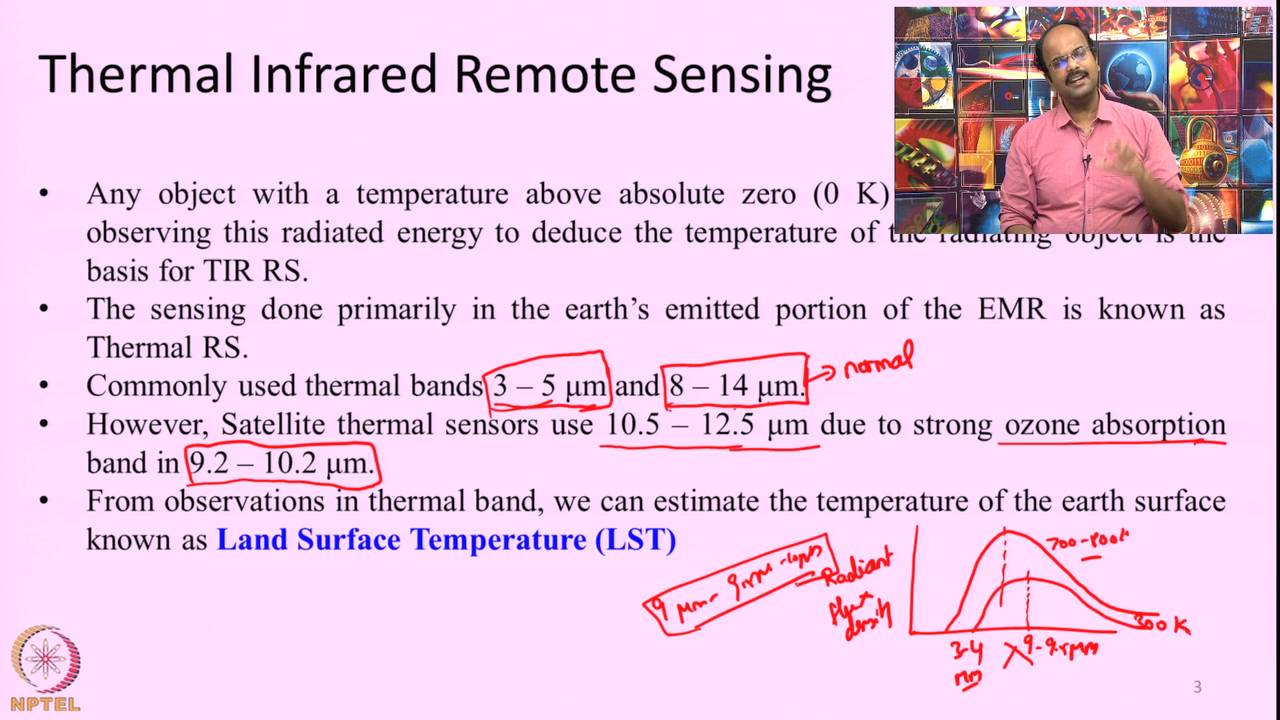 Thermal Infrared Remote Sensing
• Any object with a temperature above absolute zero (0 K)
observing this radiated energy to deduce the temperature of the radiating object is the
basis for TIR RS.
• The sensing done primarily in the earth's emitted portion of the EMR is known as
Thermal RS.
• Commonly used thermal bands 3 – 5 μm and 8 – 14 μm. → normal
• However, Satellite thermal sensors use 10.5 – 12.5 μm due to strong ozone absorption
band in 9.2 – 10.2 μm.
• From observations in thermal band, we can estimate the temperature of the earth surface
known as Land Surface Temperature (LST)
700-800K
9 μm-
Radiant
flux
density
300 K
3-4
μm
λ
9-9.5μm
NPTEL
3